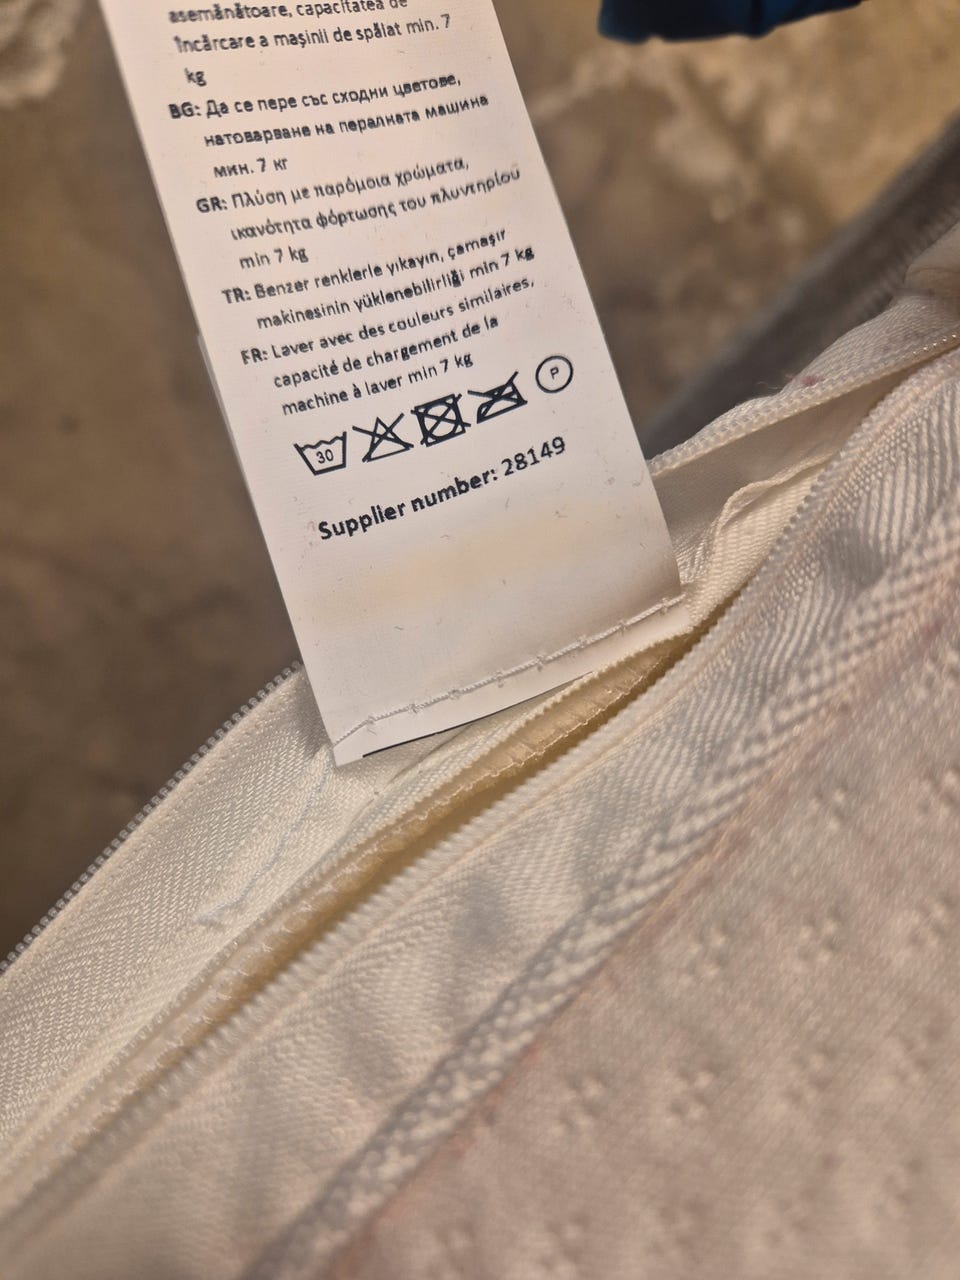 asemănătoare, capacitatea de
încărcare a mașinii de spălat min. 7
kg
BG: Да се пере със сходни цветове,
натоварване на пералната машина
мин. 7 кг
GR: Πλύση με παρόμοια χρώματα,
ικανότητα φόρτωσης του πλυντηρίου
min 7 kg
TR: Benzer renklerle yıkayın, çamaşır
makinesinin yüklenebilirliği min 7 kg
FR: Laver avec des couleurs similaires,
capacité de chargement de la
machine à laver min 7 kg
30 P
Supplier number: 28149